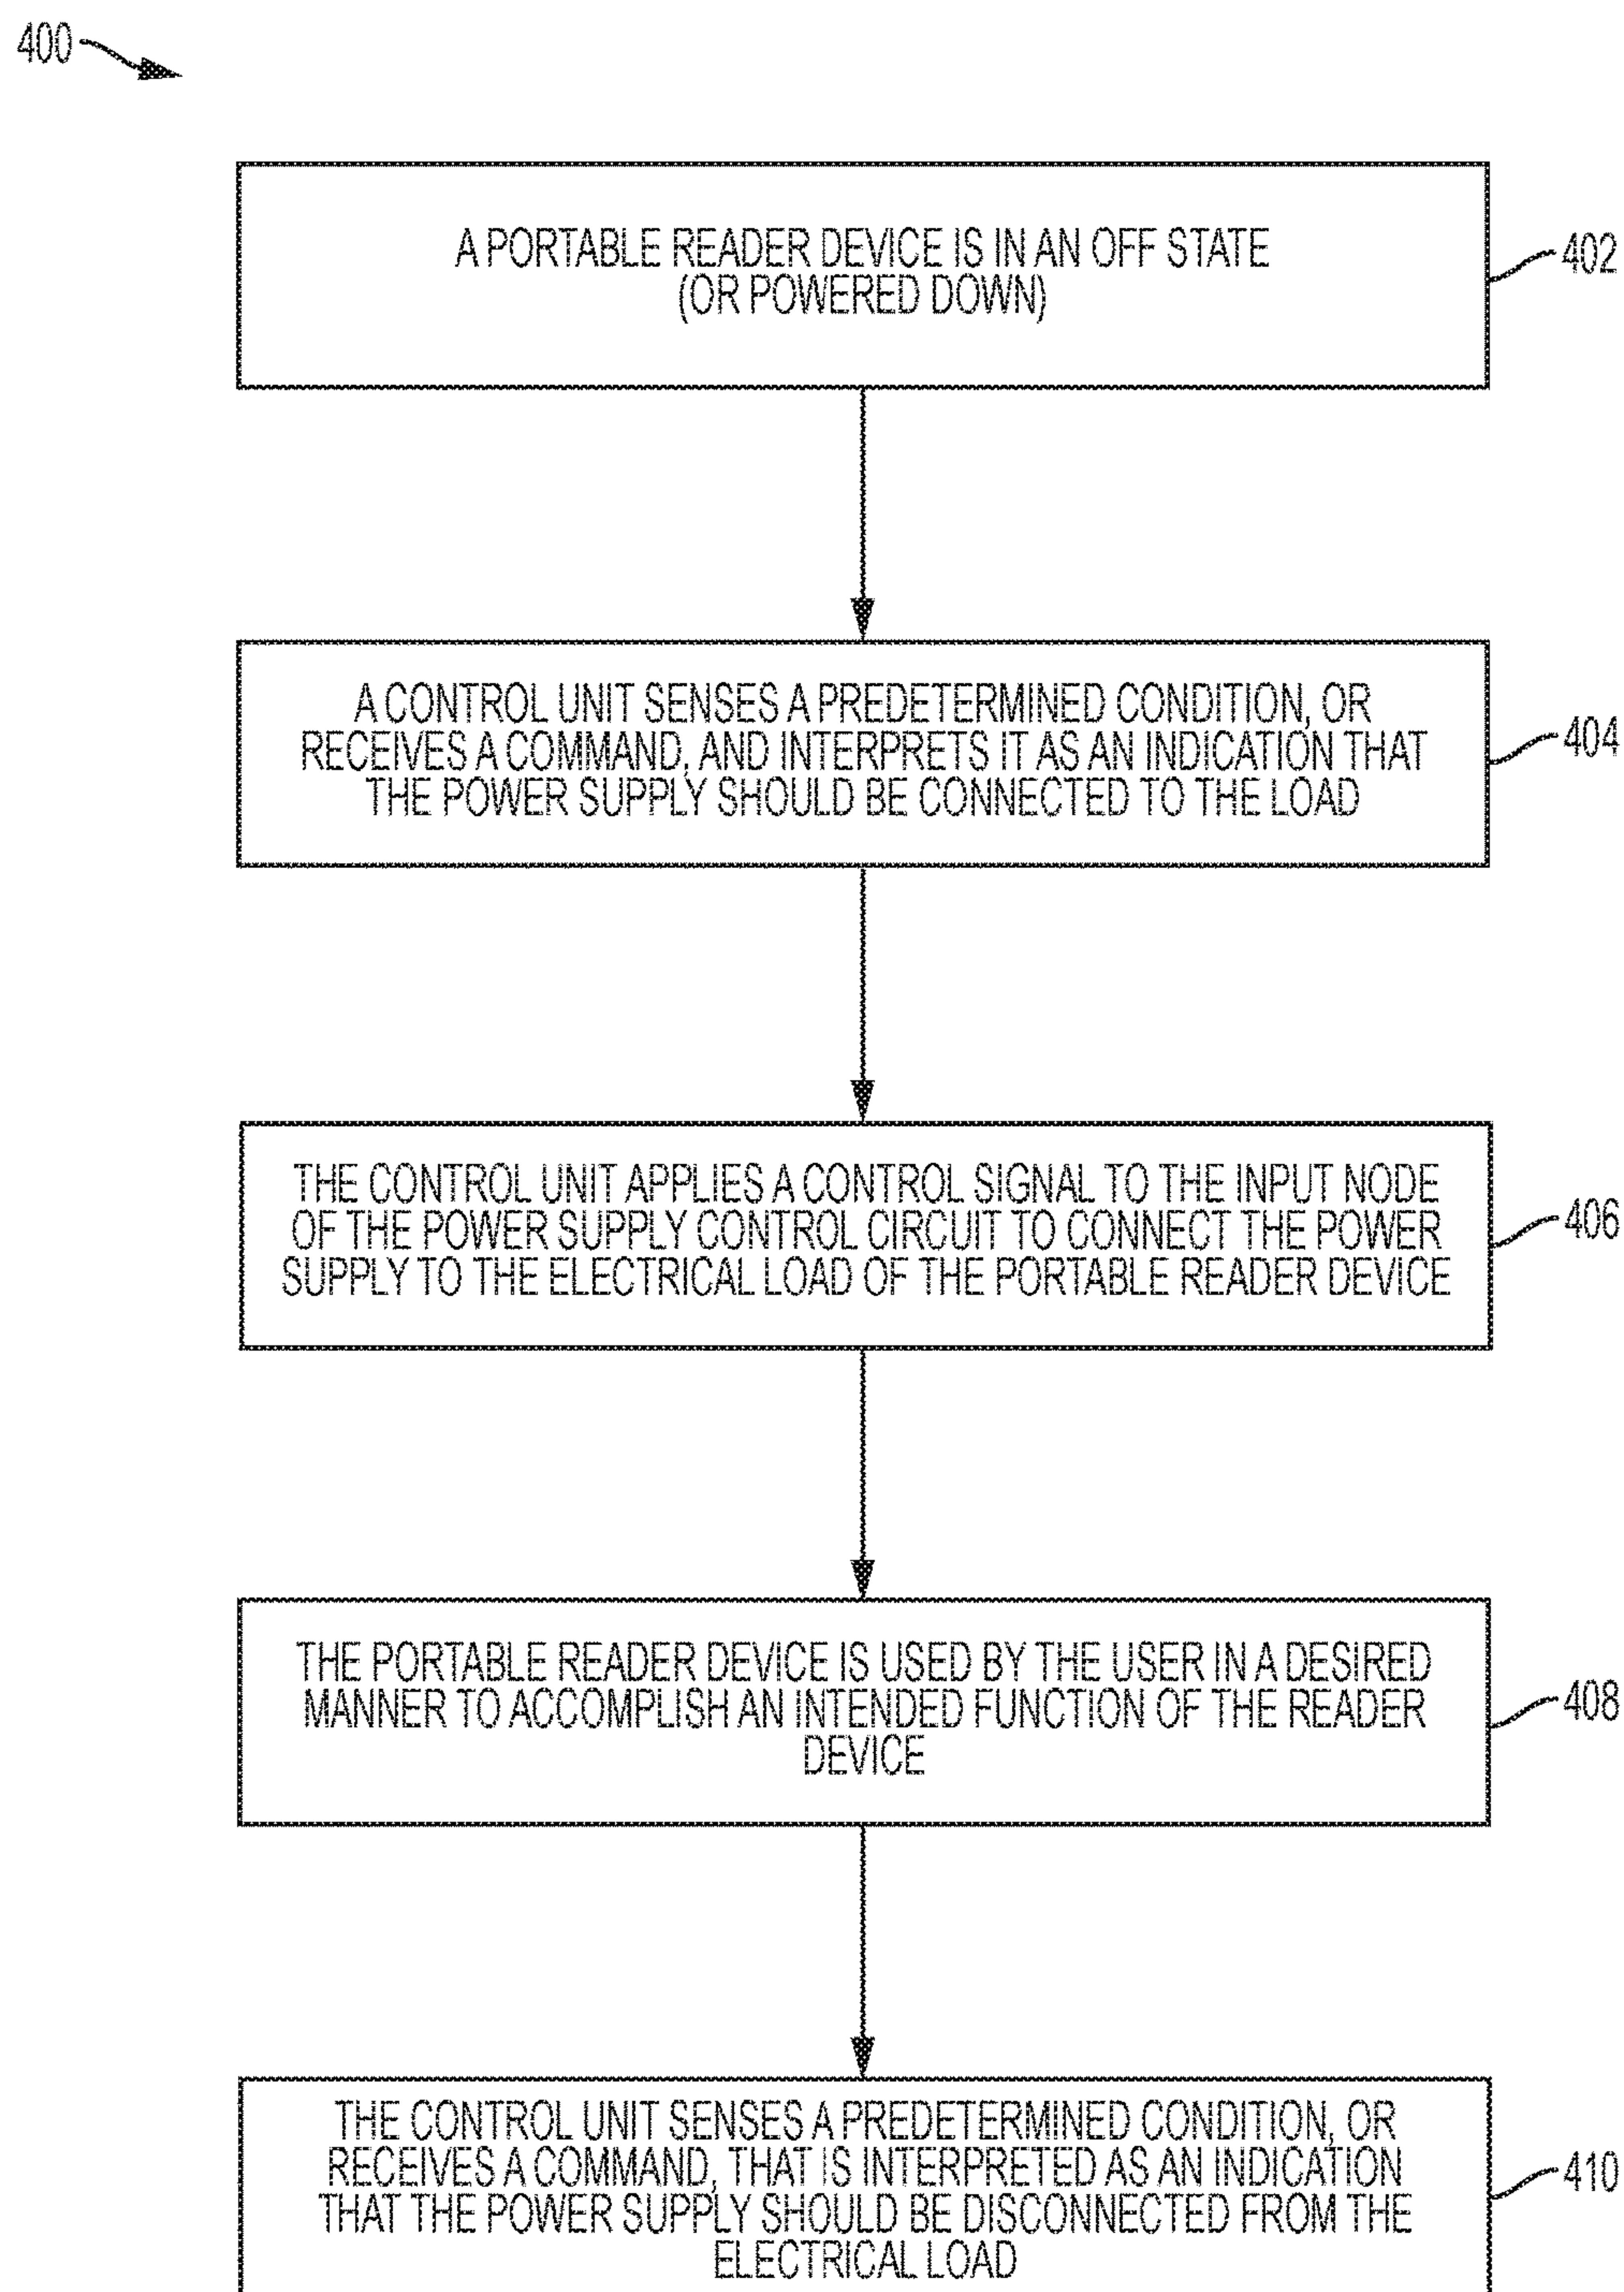 400
A PORTABLE READER DEVICE IS IN AN OFF STATE
(OR POWERED DOWN)
402
A CONTROL UNIT SENSES A PREDETERMINED CONDITION, OR
RECEIVES A COMMAND, AND INTERPRETS IT AS AN INDICATION THAT
THE POWER SUPPLY SHOULD BE CONNECTED TO THE LOAD
404
THE CONTROL UNIT APPLIES A CONTROL SIGNAL TO THE INPUT NODE
OF THE POWER SUPPLY CONTROL CIRCUIT TO CONNECT THE POWER
SUPPLY TO THE ELECTRICAL LOAD OF THE PORTABLE READER DEVICE
406
THE PORTABLE READER DEVICE IS USED BY THE USER IN A DESIRED
MANNER TO ACCOMPLISH AN INTENDED FUNCTION OF THE READER
DEVICE
408
THE CONTROL UNIT SENSES A PREDETERMINED CONDITION, OR
RECEIVES A COMMAND, THAT IS INTERPRETED AS AN INDICATION
THAT THE POWER SUPPLY SHOULD BE DISCONNECTED FROM THE
ELECTRICAL LOAD
410